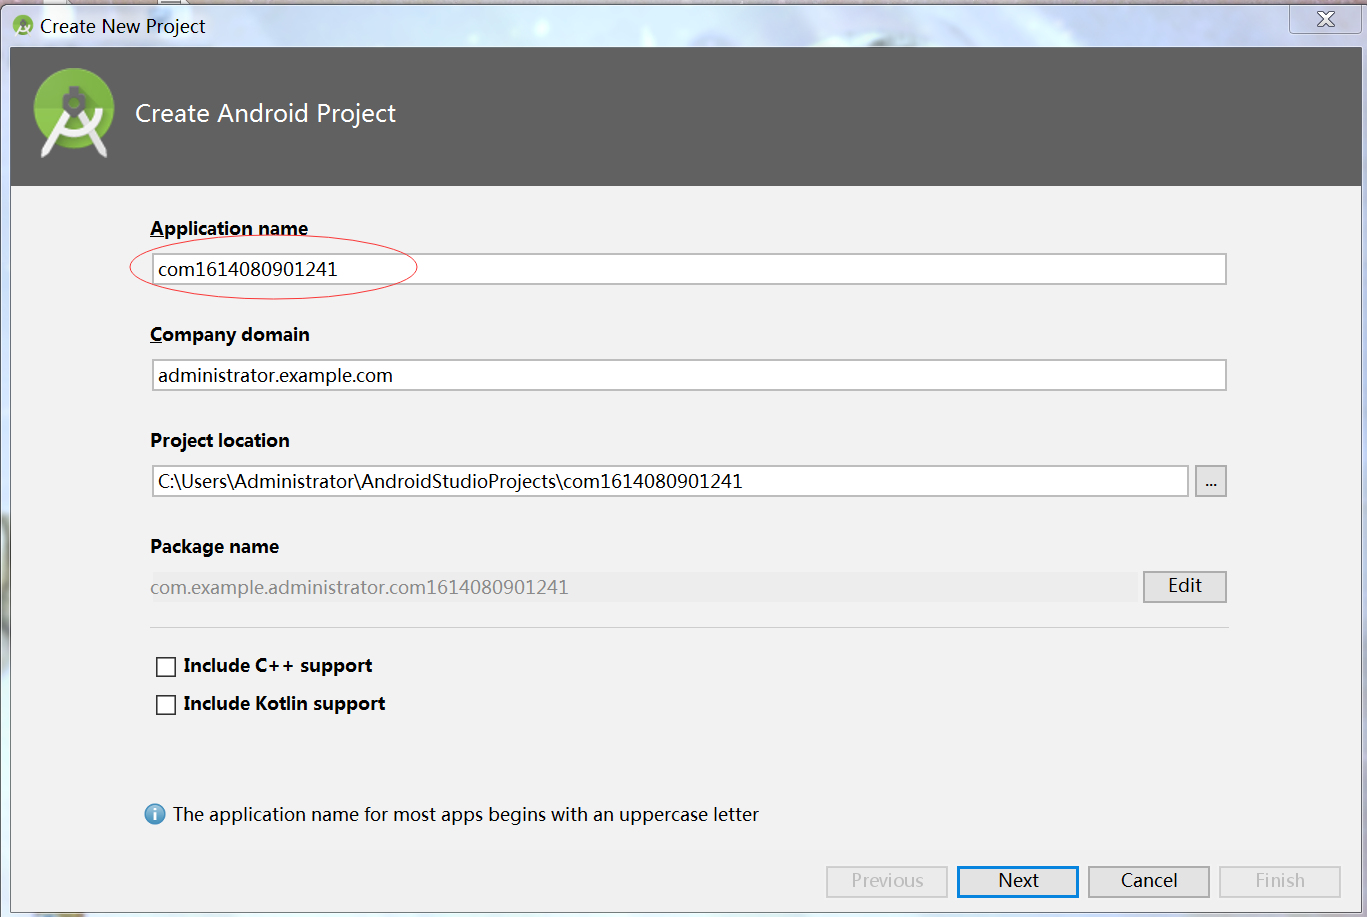 Create New Project
Create Android Project
Application name
com1614080901241
Company domain
administrator.example.com
Project location
C:\Users\Administrator\AndroidStudioProjects\com1614080901241
...
Package name
com.example.administrator.com1614080901241
Edit
Include C++ support
Include Kotlin support
The application name for most apps begins with an uppercase letter
Previous Next Cancel Finish